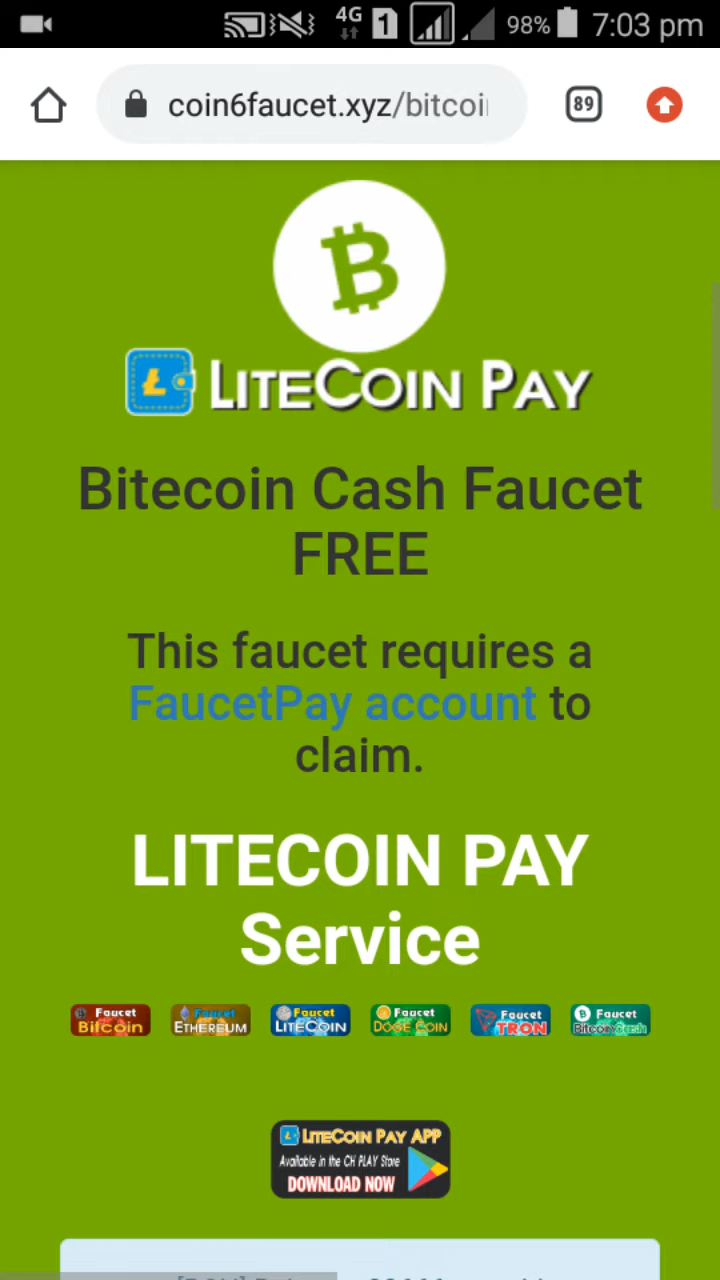 4G 1 98% 7:03 pm
coin6faucet.xyz/bitcoi
89
LITECOIN PAY
Bitecoin Cash Faucet
FREE
This faucet requires a
FaucetPay account to
claim.
LITECOIN PAY
Service
Faucet Bitcoin
Faucet ETHEREUM
Faucet LITECOIN
Faucet DOGE COIN
Faucet TRON
Faucet BitcoinCash
LITECOIN PAY APP
Available in the CH PLAY Store
DOWNLOAD NOW